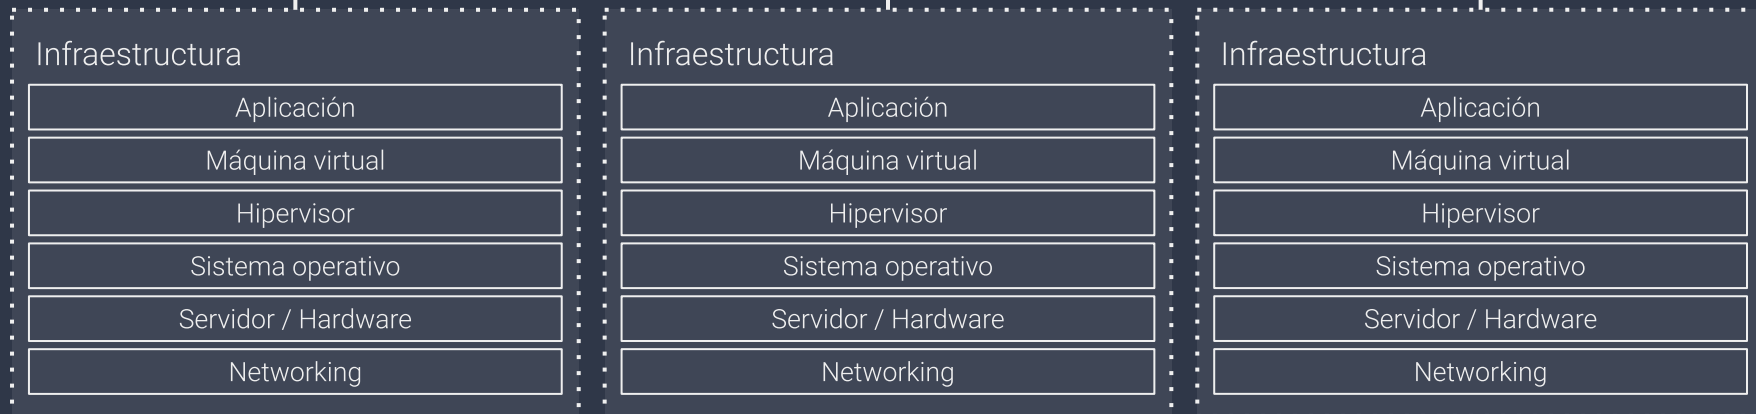 Infraestructura
Aplicación
Máquina virtual
Hipervisor
Sistema operativo
Servidor / Hardware
Networking
Infraestructura
Aplicación
Máquina virtual
Hipervisor
Sistema operativo
Servidor / Hardware
Networking
Infraestructura
Aplicación
Máquina virtual
Hipervisor
Sistema operativo
Servidor / Hardware
Networking